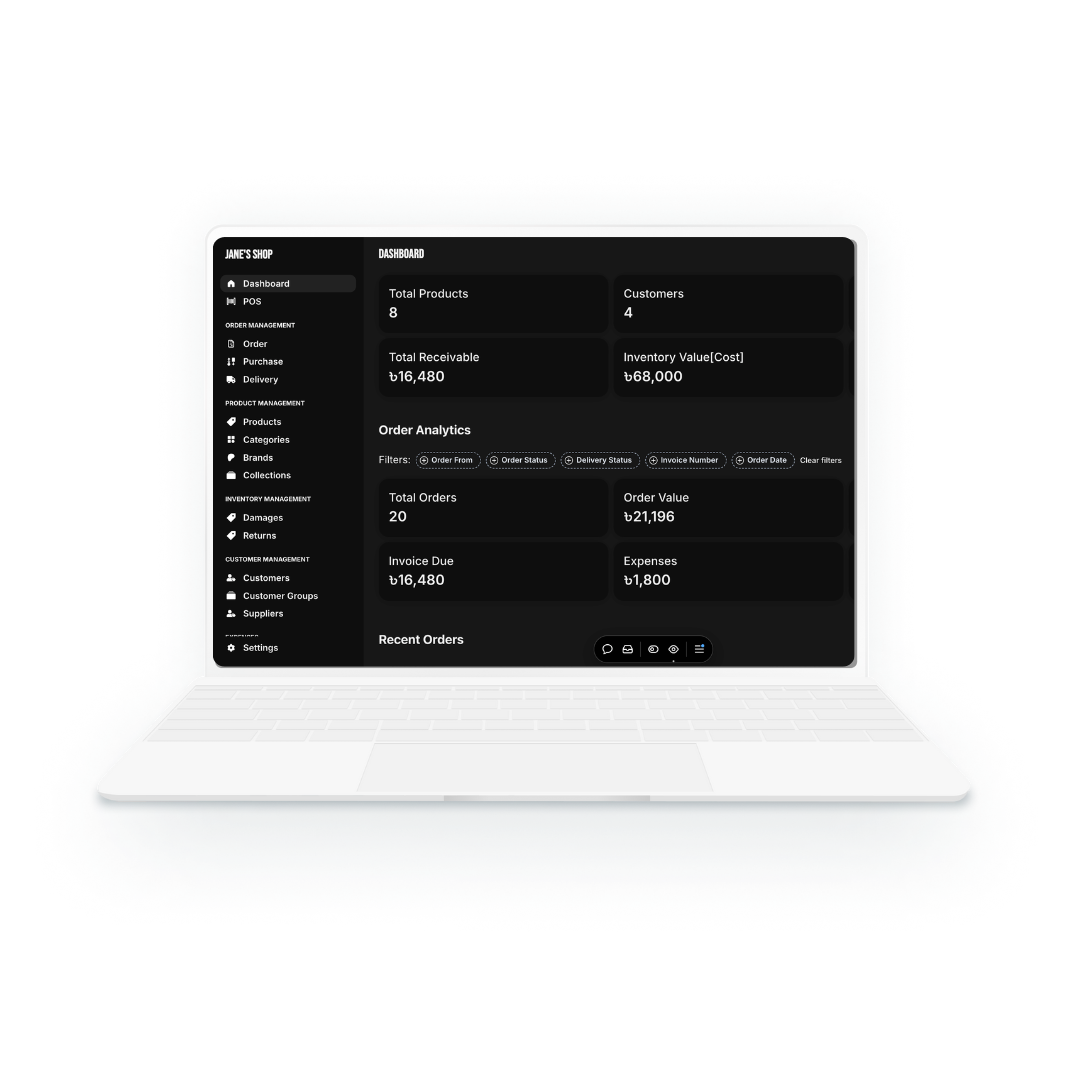 JANE'S SHOP
Dashboard
POS
ORDER MANAGEMENT
Order
Purchase
Delivery
PRODUCT MANAGEMENT
Products
Categories
Brands
Collections
INVENTORY MANAGEMENT
Damages
Returns
CUSTOMER MANAGEMENT
Customers
Customer Groups
Suppliers
Settings
DASHBOARD
Total Products
8
Customers
4
Total Receivable
৳16,480
Inventory Value[Cost]
৳68,000
Order Analytics
Filters: Order From Order Status Delivery Status Invoice Number Order Date Clear filters
Total Orders
20
Order Value
৳21,196
Invoice Due
৳16,480
Expenses
৳1,800
Recent Orders